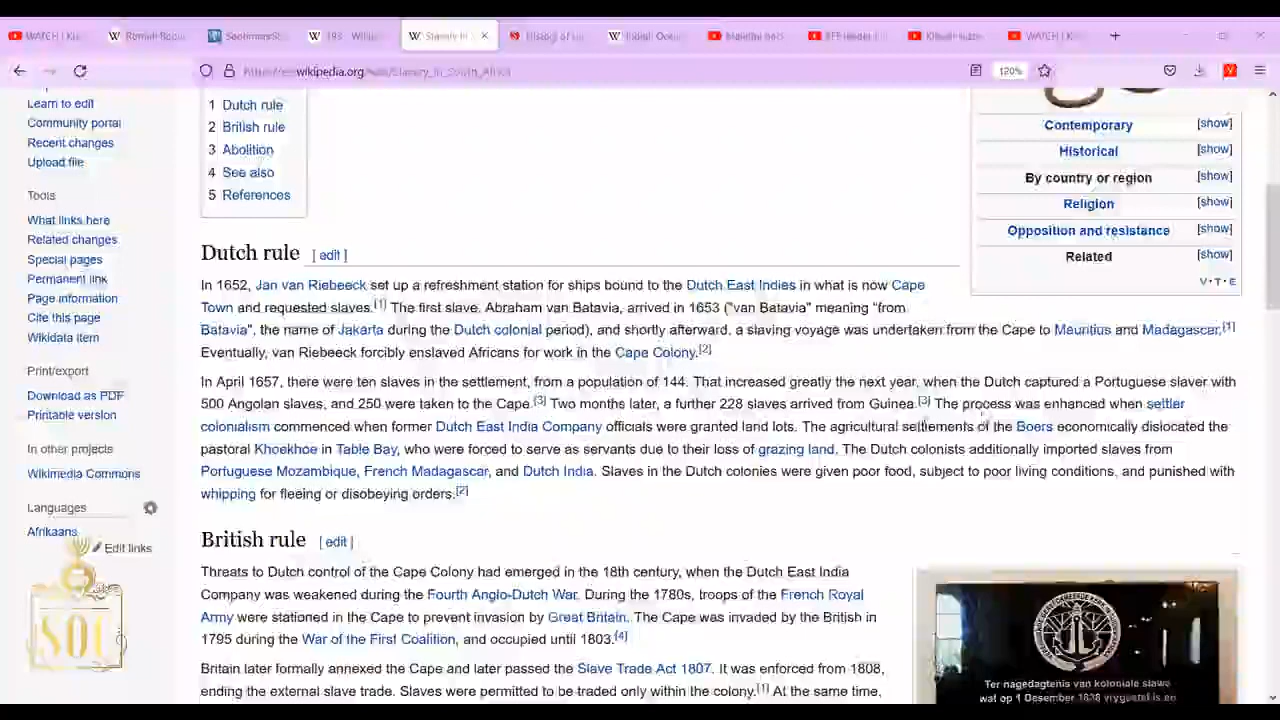 WATCH | K
193
Slavery in
WATCH | K
wikipedia.org
120%
Learn to edit
Community portal
Recent changes
Upload file
Tools
What links here
Related changes
Special pages
Permanent link
Page information
Cite this page
Wikidata item
Print/export
Download as PDF
Printable version
In other projects
Wikimedia Commons
Languages
Afrikaans
Edit links
SOL
1 Dutch rule
2 British rule
3 Abolition
4 See also
5 References
Contemporary [show]
Historical [show]
By country or region [show]
Religion [show]
Opposition and resistance [show]
Related [show]
V · T · E
Dutch rule [ edit ]
In 1652, Jan van Riebeeck set up a refreshment station for ships bound to the Dutch East Indies in what is now Cape
Town and requested slaves.[1] The first slave. Abraham van Batavia, arrived in 1653 ("van Batavia" meaning "from
Batavia", the name of Jakarta during the Dutch colonial period), and shortly afterward, a slaving voyage was undertaken from the Cape to Mauritius and Madagascar.[1]
Eventually, van Riebeeck forcibly enslaved Africans for work in the Cape Colony.[2]
In April 1657, there were ten slaves in the settlement, from a population of 144. That increased greatly the next year, when the Dutch captured a Portuguese slaver with
500 Angolan slaves, and 250 were taken to the Cape.[3] Two months later, a further 228 slaves arrived from Guinea.[3] The process was enhanced when settler
colonialism commenced when former Dutch East India Company officials were granted land lots. The agricultural settlements of the Boers economically dislocated the
pastoral Khoekhoe in Table Bay, who were forced to serve as servants due to their loss of grazing land. The Dutch colonists additionally imported slaves from
Portuguese Mozambique, French Madagascar, and Dutch India. Slaves in the Dutch colonies were given poor food, subject to poor living conditions, and punished with
whipping for fleeing or disobeying orders.[2]
British rule [ edit ]
Threats to Dutch control of the Cape Colony had emerged in the 18th century, when the Dutch East India
Company was weakened during the Fourth Anglo-Dutch War. During the 1780s, troops of the French Royal
Army were stationed in the Cape to prevent invasion by Great Britain. The Cape was invaded by the British in
1795 during the War of the First Coalition, and occupied until 1803.[4]
Britain later formally annexed the Cape and later passed the Slave Trade Act 1807. It was enforced from 1808,
ending the external slave trade. Slaves were permitted to be traded only within the colony.[1] At the same time,
Ter nagedagtenis van koloniale slawe
wat op 1 Desember 1838 vrygestel is en